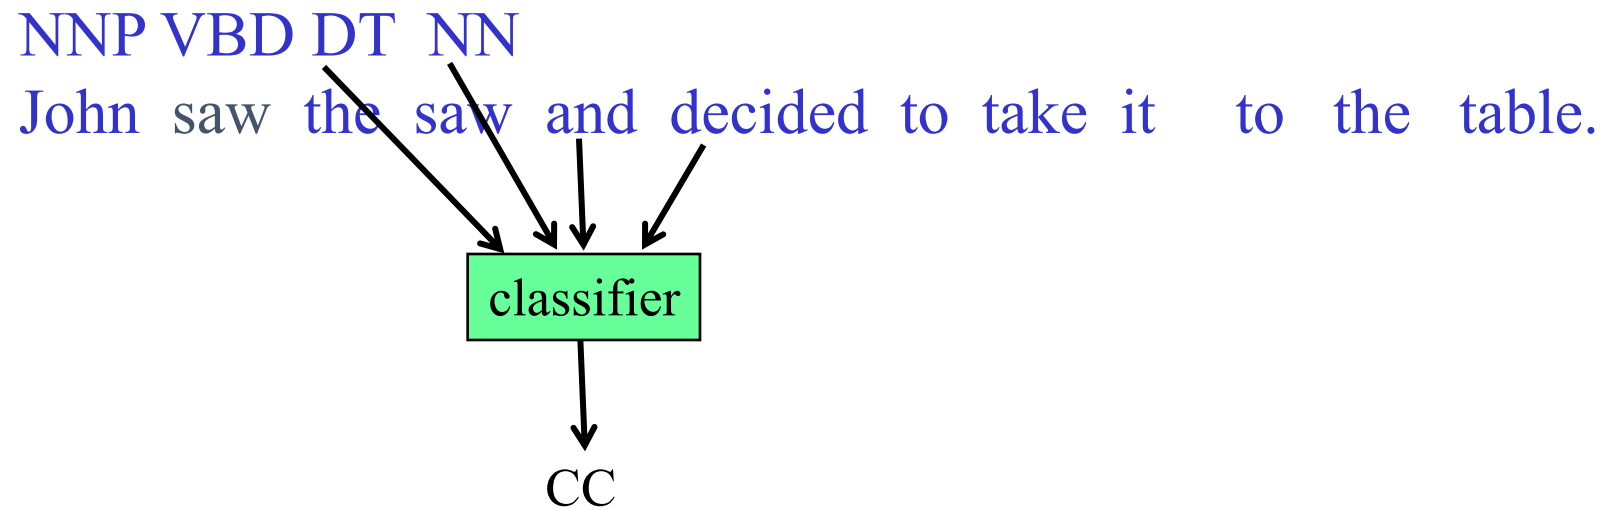 NNP VBD DT NN
John saw the saw and decided to take it to the table.
classifier
CC